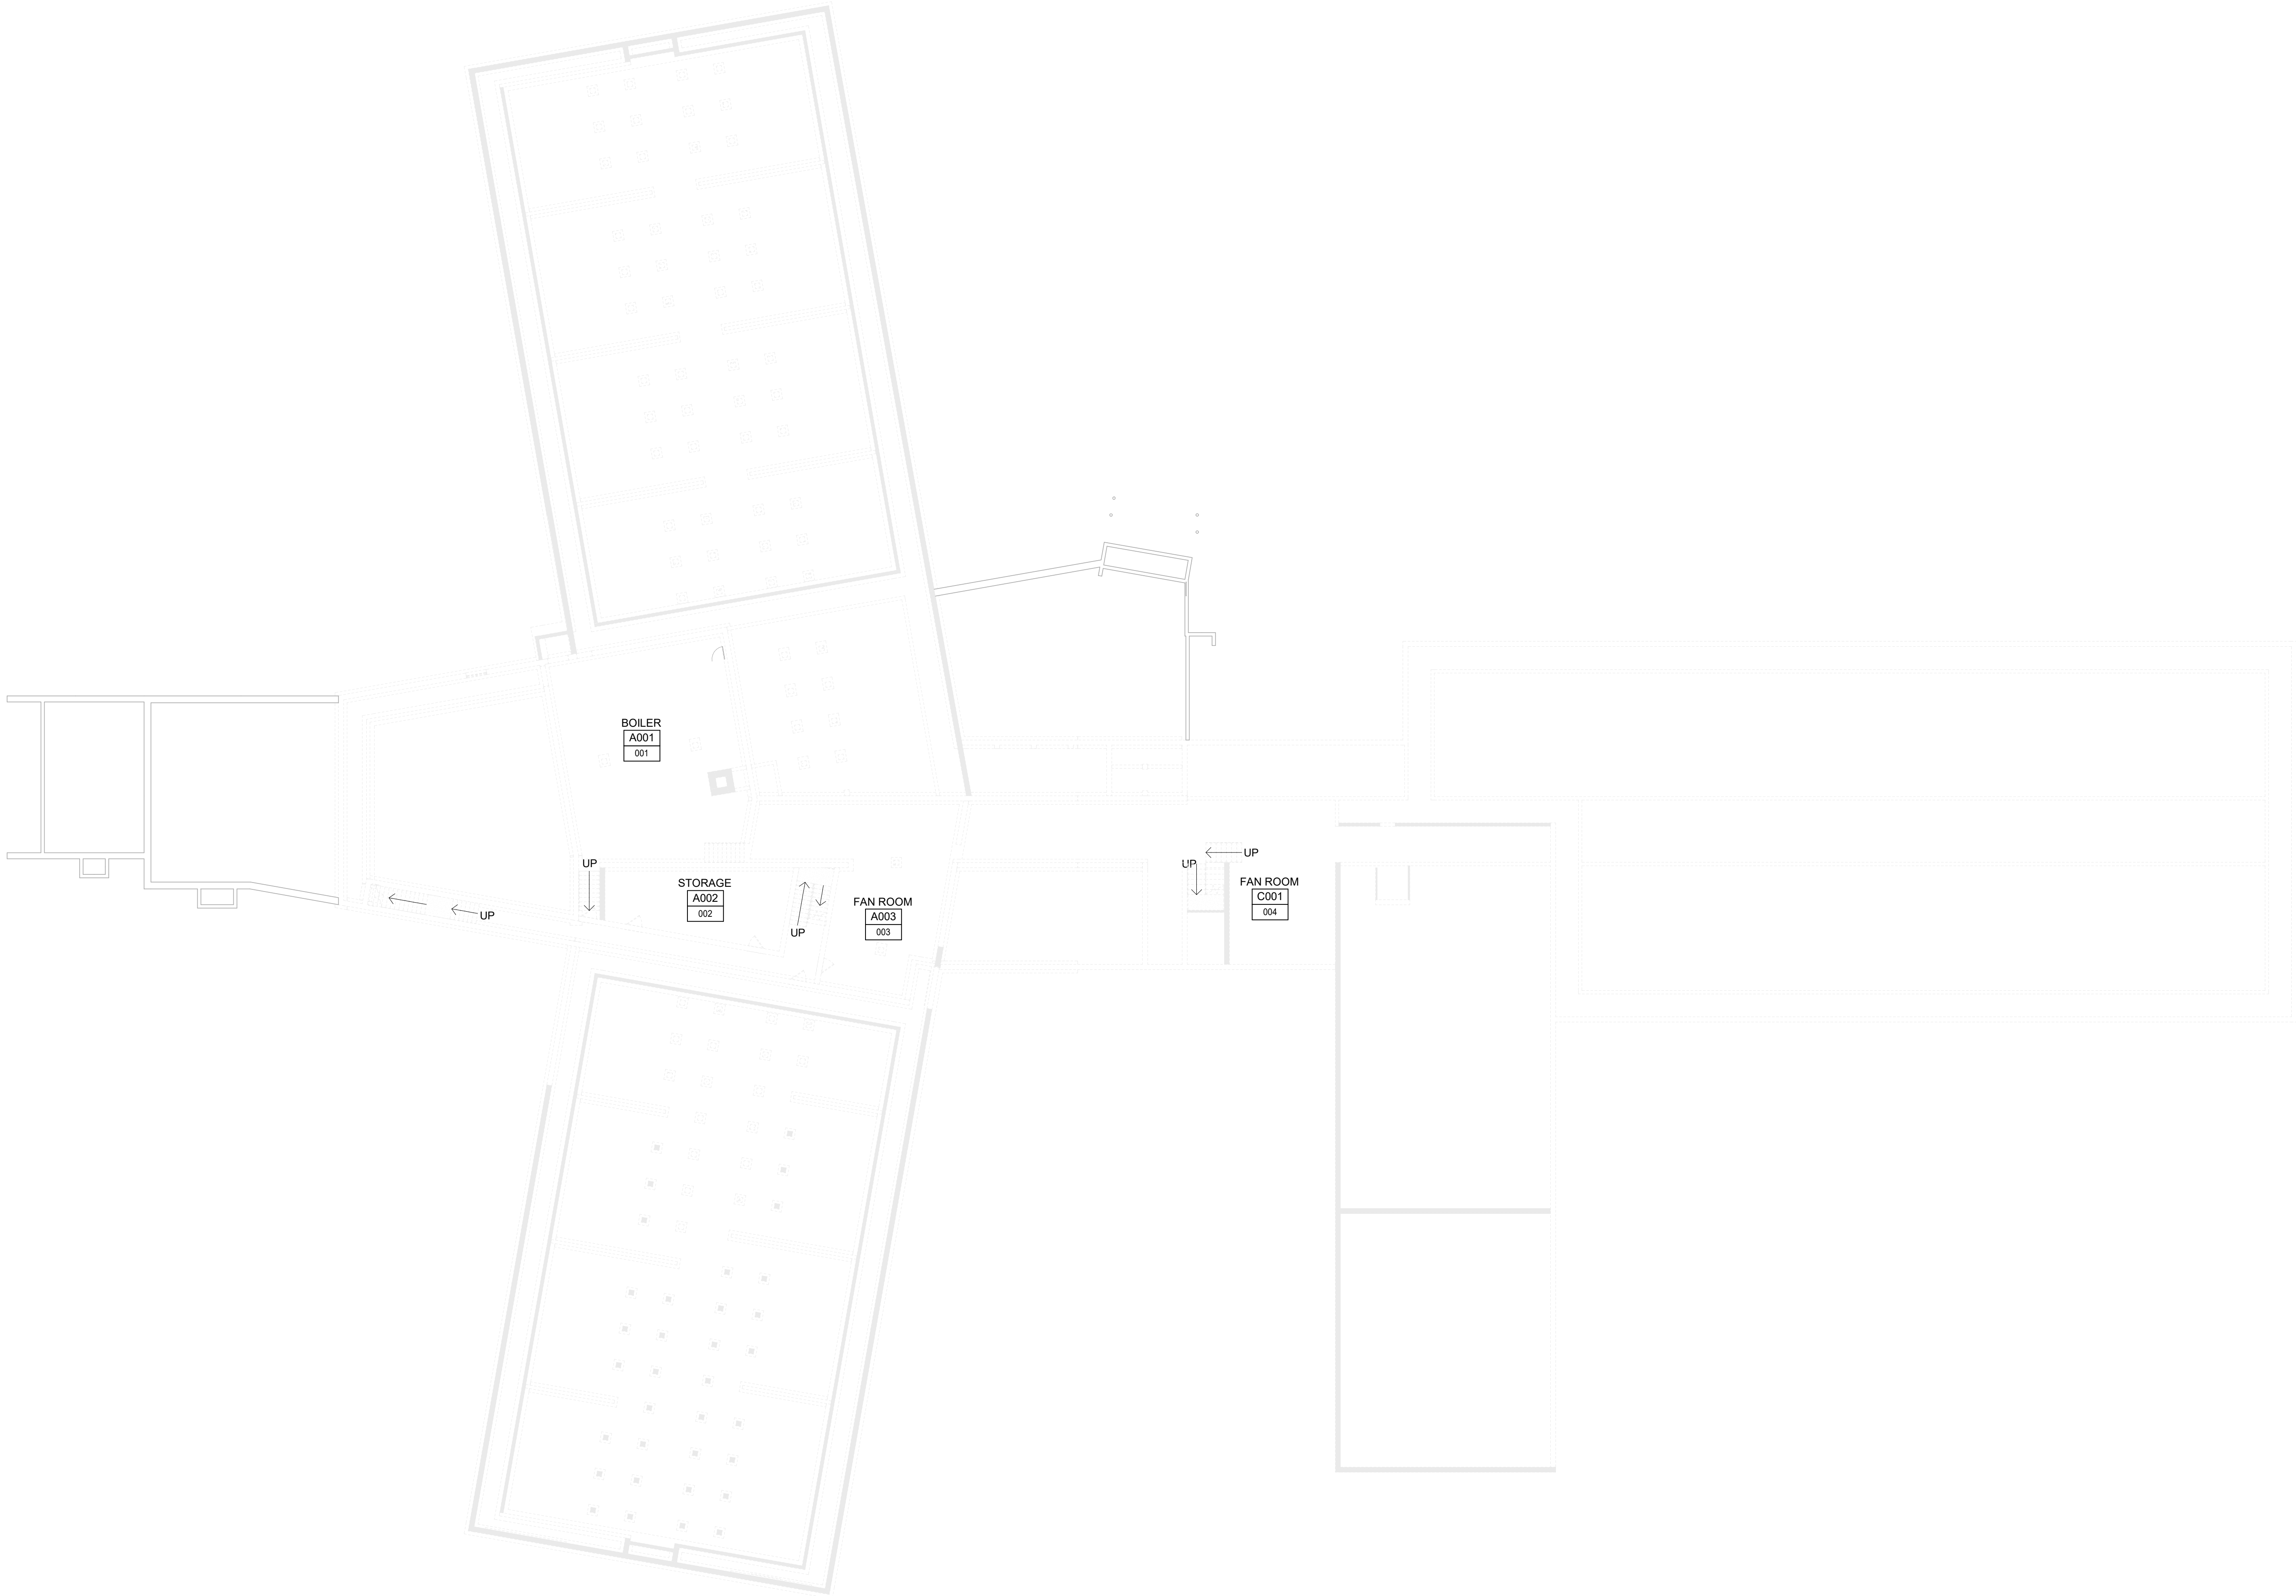 BOILER
A001
001
UP
STORAGE
A002
002
UP
UP
FAN ROOM
A003
003
UP
UP
UP
FAN ROOM
C001
004